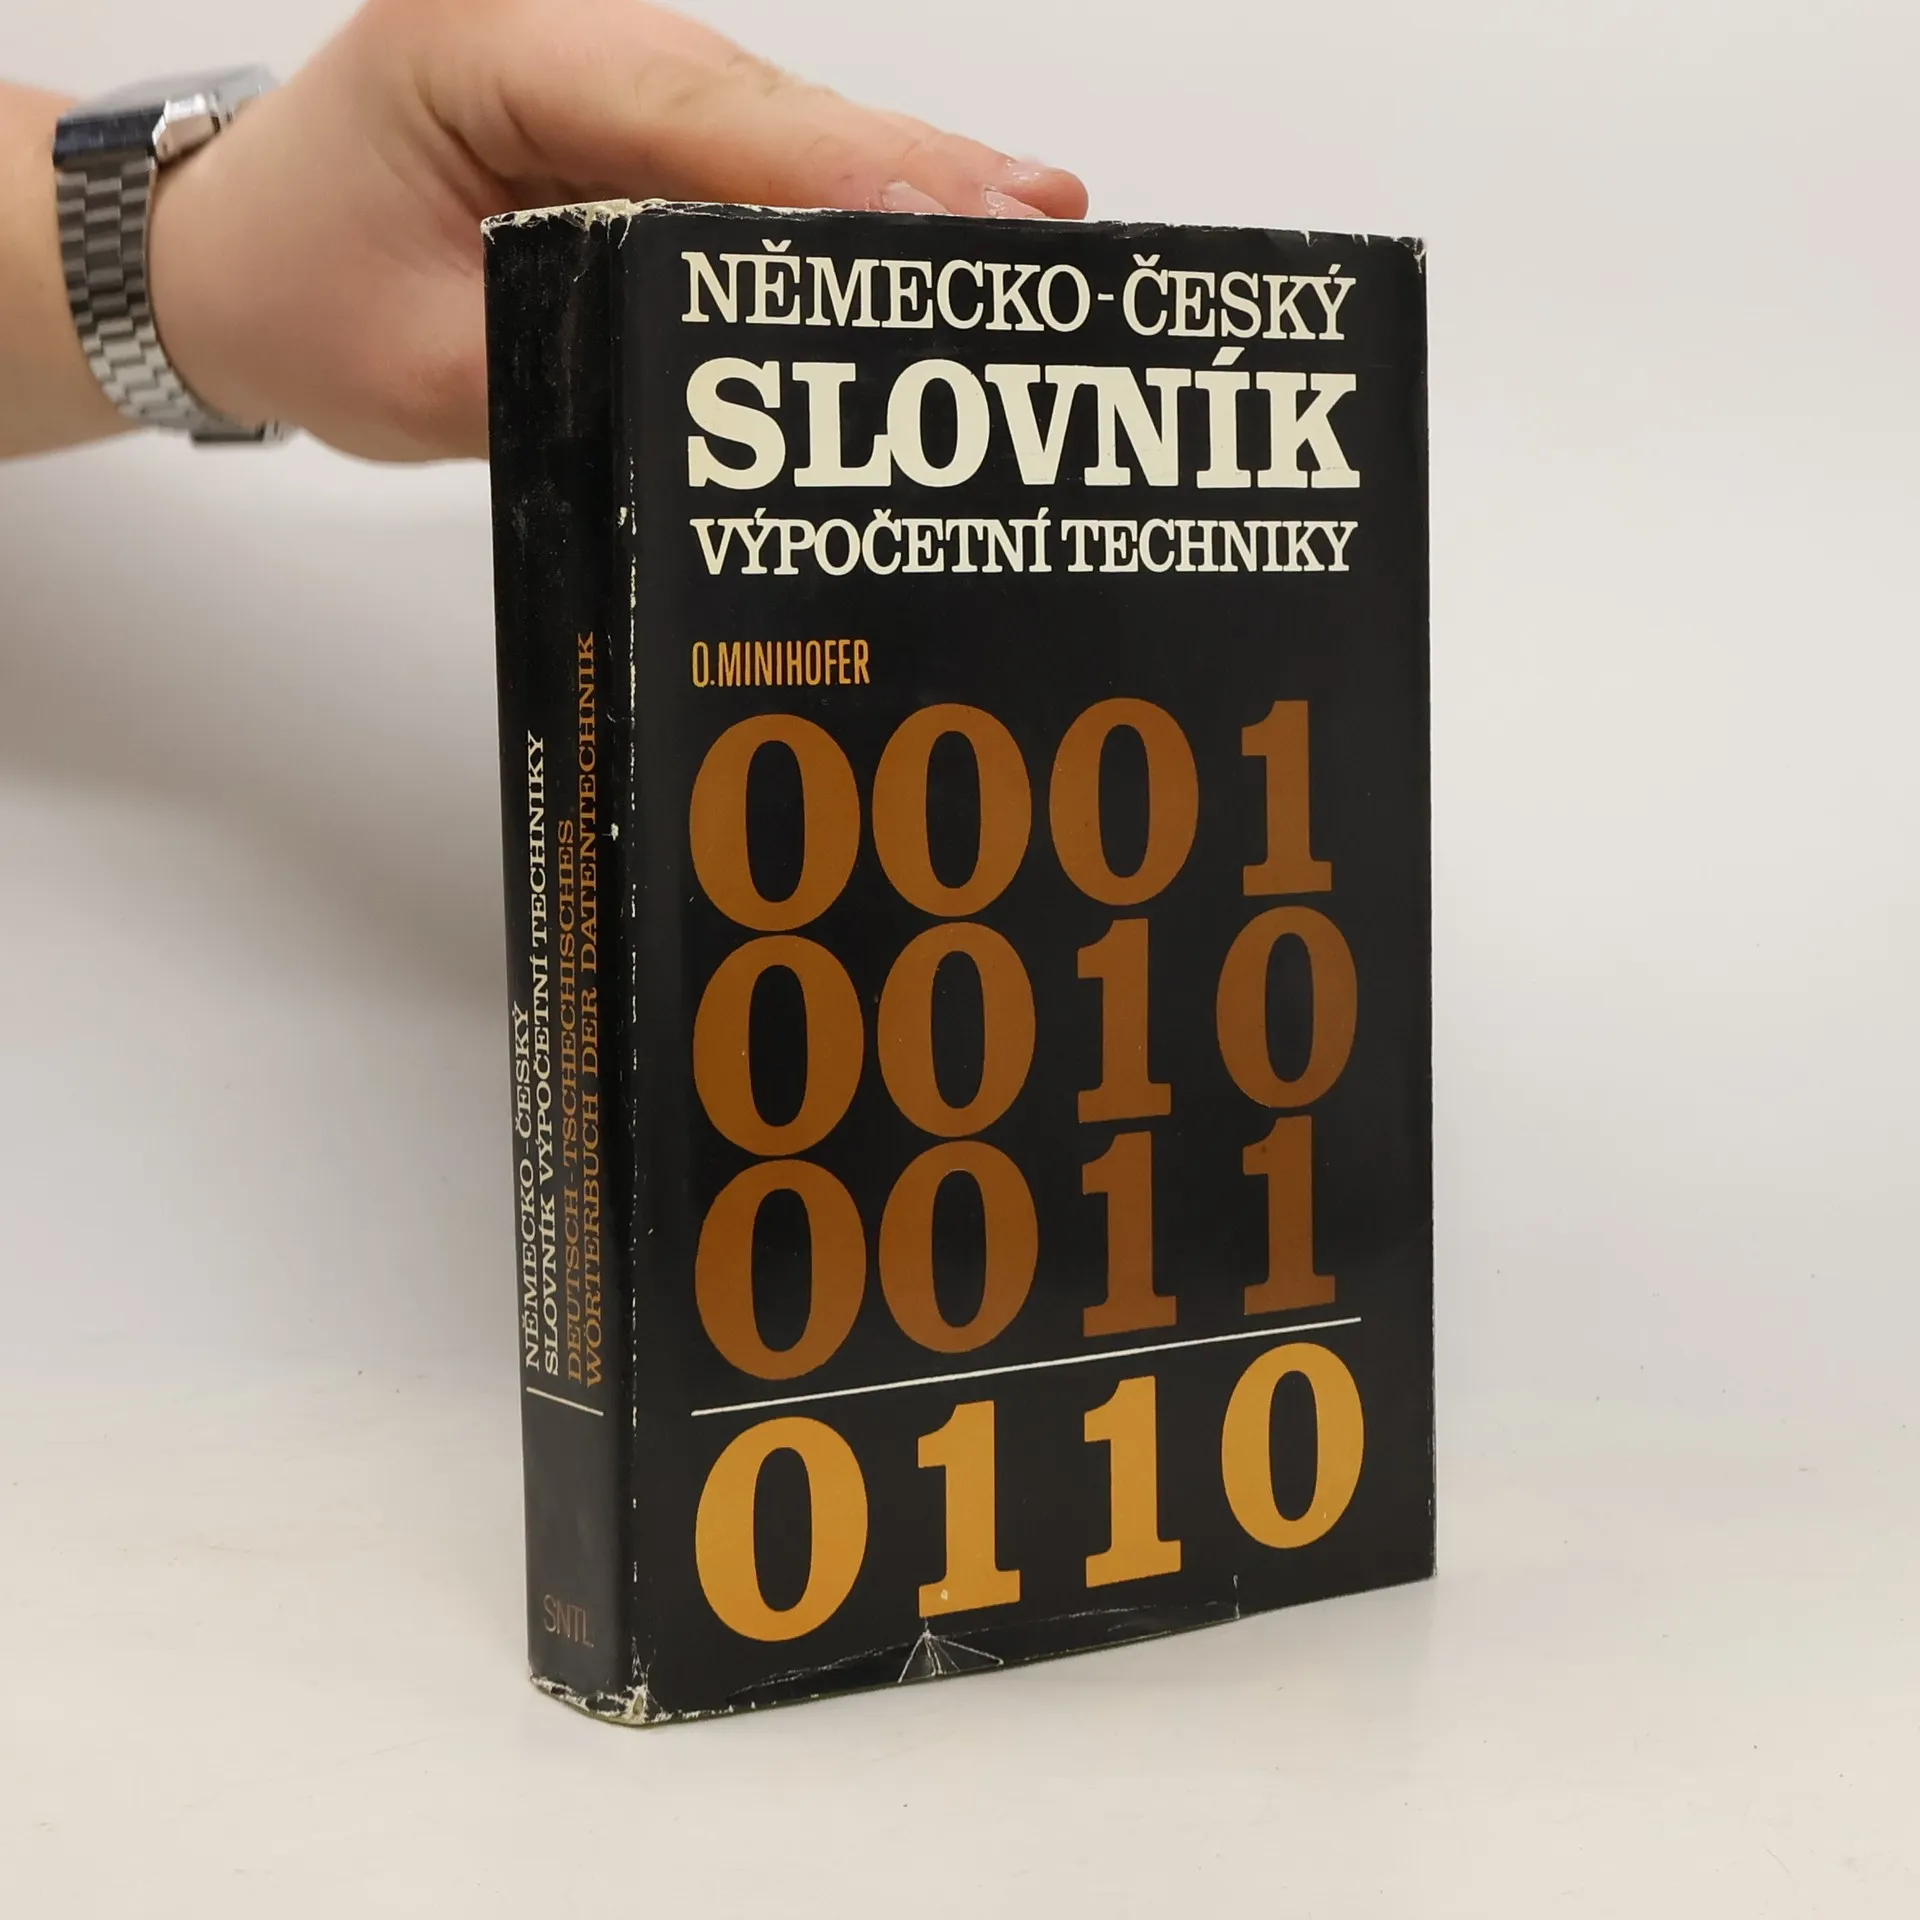 NĚMECKO-ČESKÝ
SLOVNÍK
VÝPOČETNÍ TECHNIKY
O.MINIHOFER
0001
0010
0011
0110
NĚMECKO-ČESKÝ
SLOVNÍK VÝPOČETNÍ TECHNIKY
DEUTSCH-TSCHECHISCHES
WÖRTERBUCH DER DATENTECHNIK
SNTL